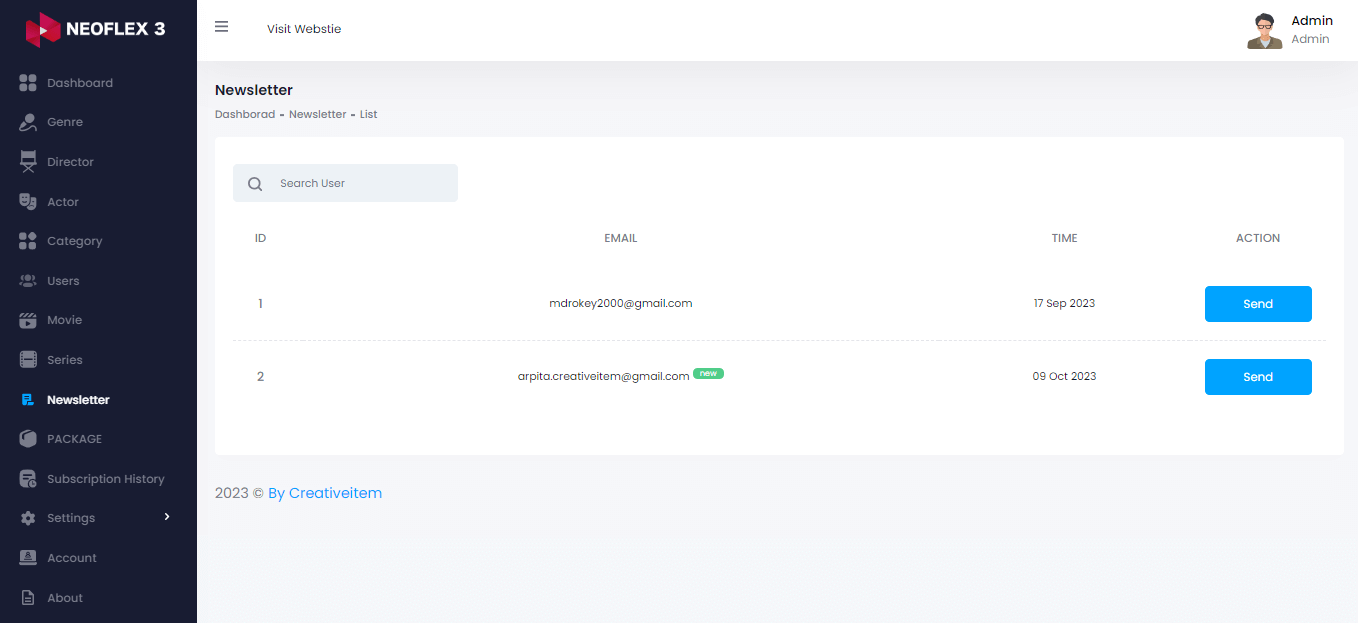 NEOFLEX 3
Visit Webstie
Admin
Admin
Dashboard
Genre
Director
Actor
Category
Users
Movie
Series
Newsletter
PACKAGE
Subscription History
Settings
Account
About
Newsletter
Dashborad - Newsletter - List
Search User
ID EMAIL TIME ACTION
1 mdrokey2000@gmail.com 17 Sep 2023 Send
2 arpita.creativeitem@gmail.com new 09 Oct 2023 Send
2023 © By Creativeitem